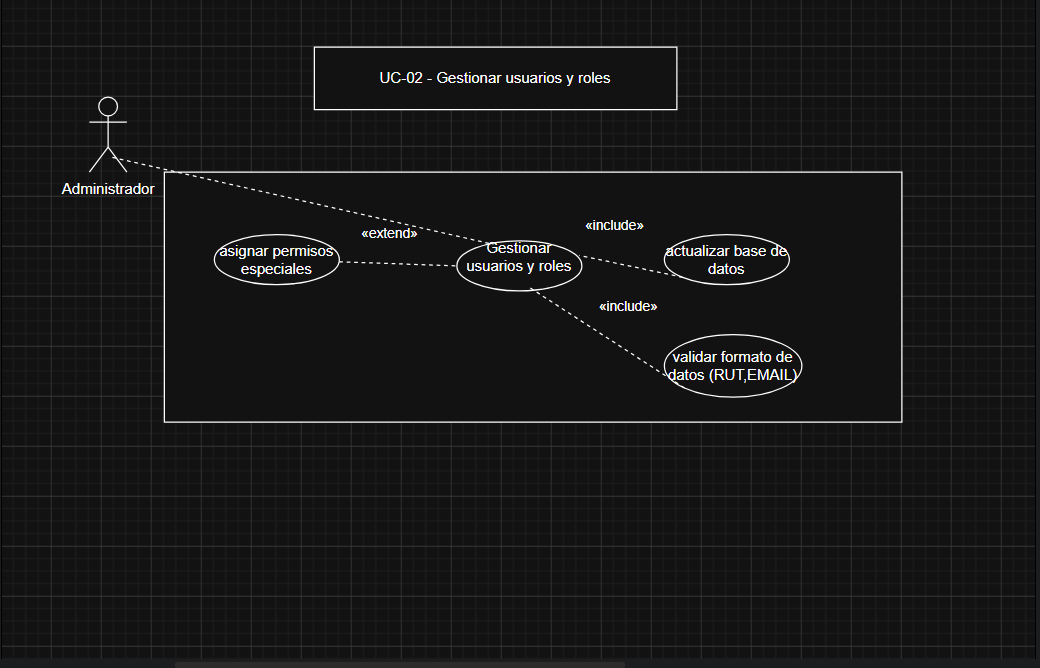 UC-02 - Gestionar usuarios y roles
Administrador
«extend»
«include»
asignar permisos
especiales
Gestionar
usuarios y roles
actualizar base de
datos
«include»
validar formato de
datos (RUT,EMAIL)